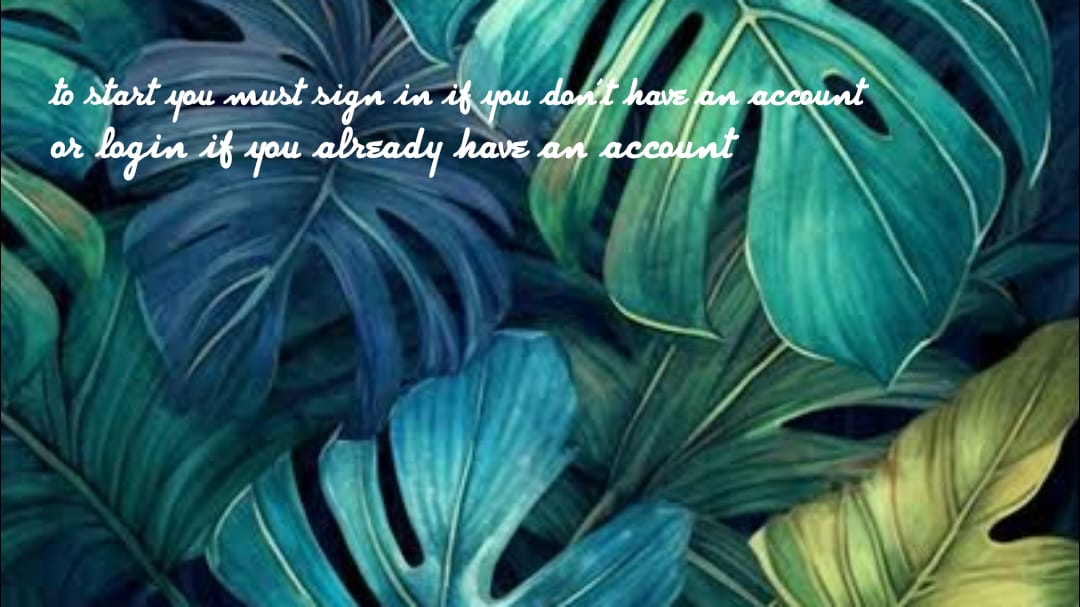 to start you must sign in if you don't have an account
or login if you already have an account